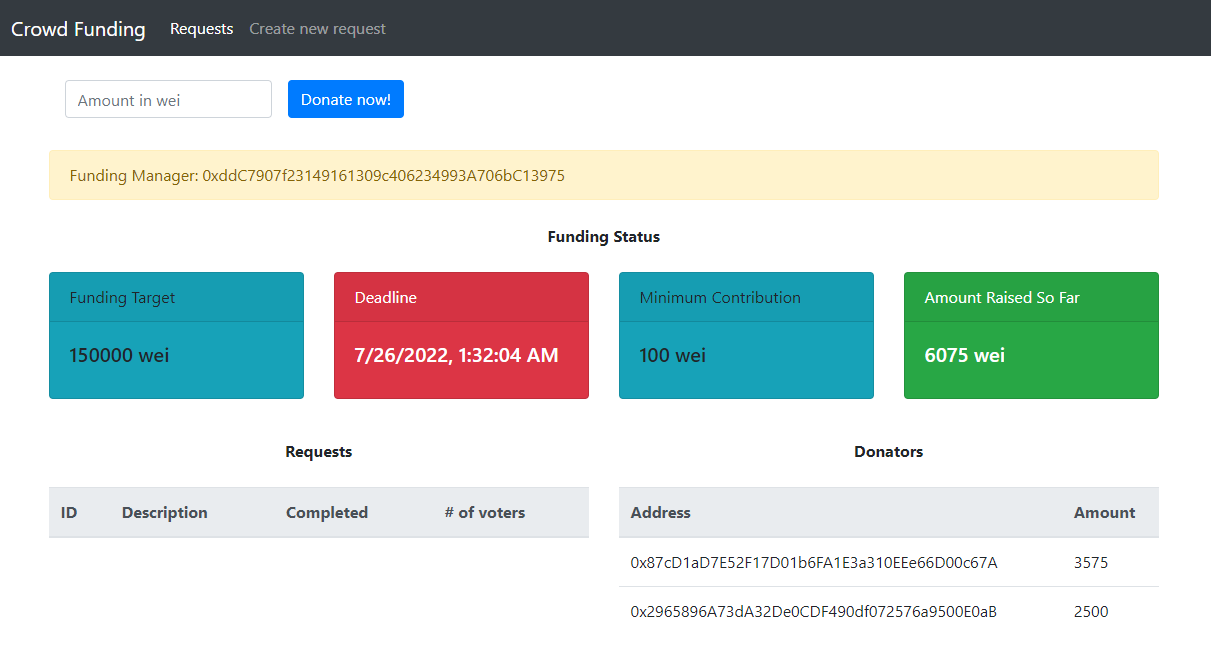 Crowd Funding Requests Create new request
Amount in wei Donate now!
Funding Manager: 0xddC7907f23149161309c406234993A706bC13975
Funding Status
Funding Target
150000 wei
Deadline
7/26/2022, 1:32:04 AM
Minimum Contribution
100 wei
Amount Raised So Far
6075 wei
Requests
ID Description Completed # of voters
Donators
Address Amount
0x87cD1aD7E52F17D01b6FA1E3a310EEe66D00c67A 3575
0x2965896A73dA32De0CDF490df072576a9500E0aB 2500